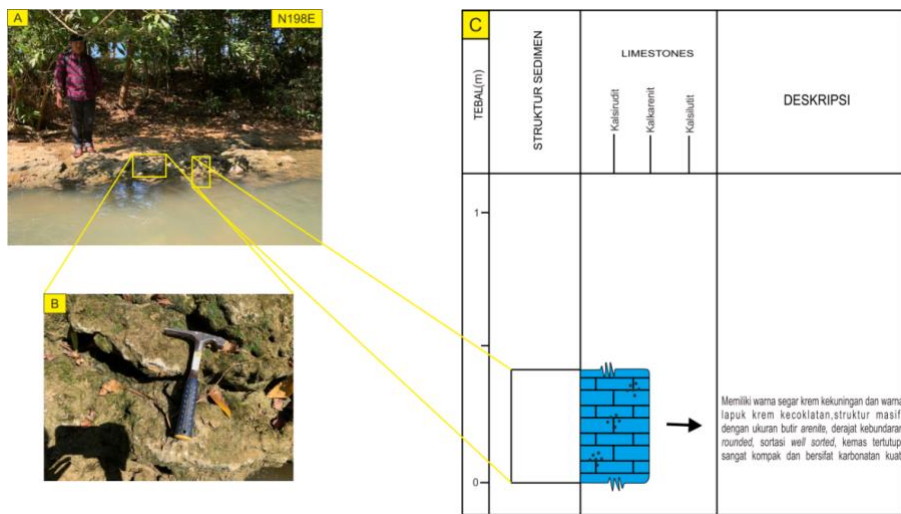 A
N198E
B
C
TEBAL(m)
STRUKTUR SEDIMEN
LIMESTONES
Kalsirudit
Kalkarenit
Kalsilutit
DESKRIPSI
1
0
Memiliki warna segar krem kekuningan dan warna
lapuk krem kecoklatan,struktur masif
dengan ukuran butir arenite, derajat kebundaran
rounded, sortasi well sorted, kemas tertutup
sangat kompak dan bersifat karbonatan kuat